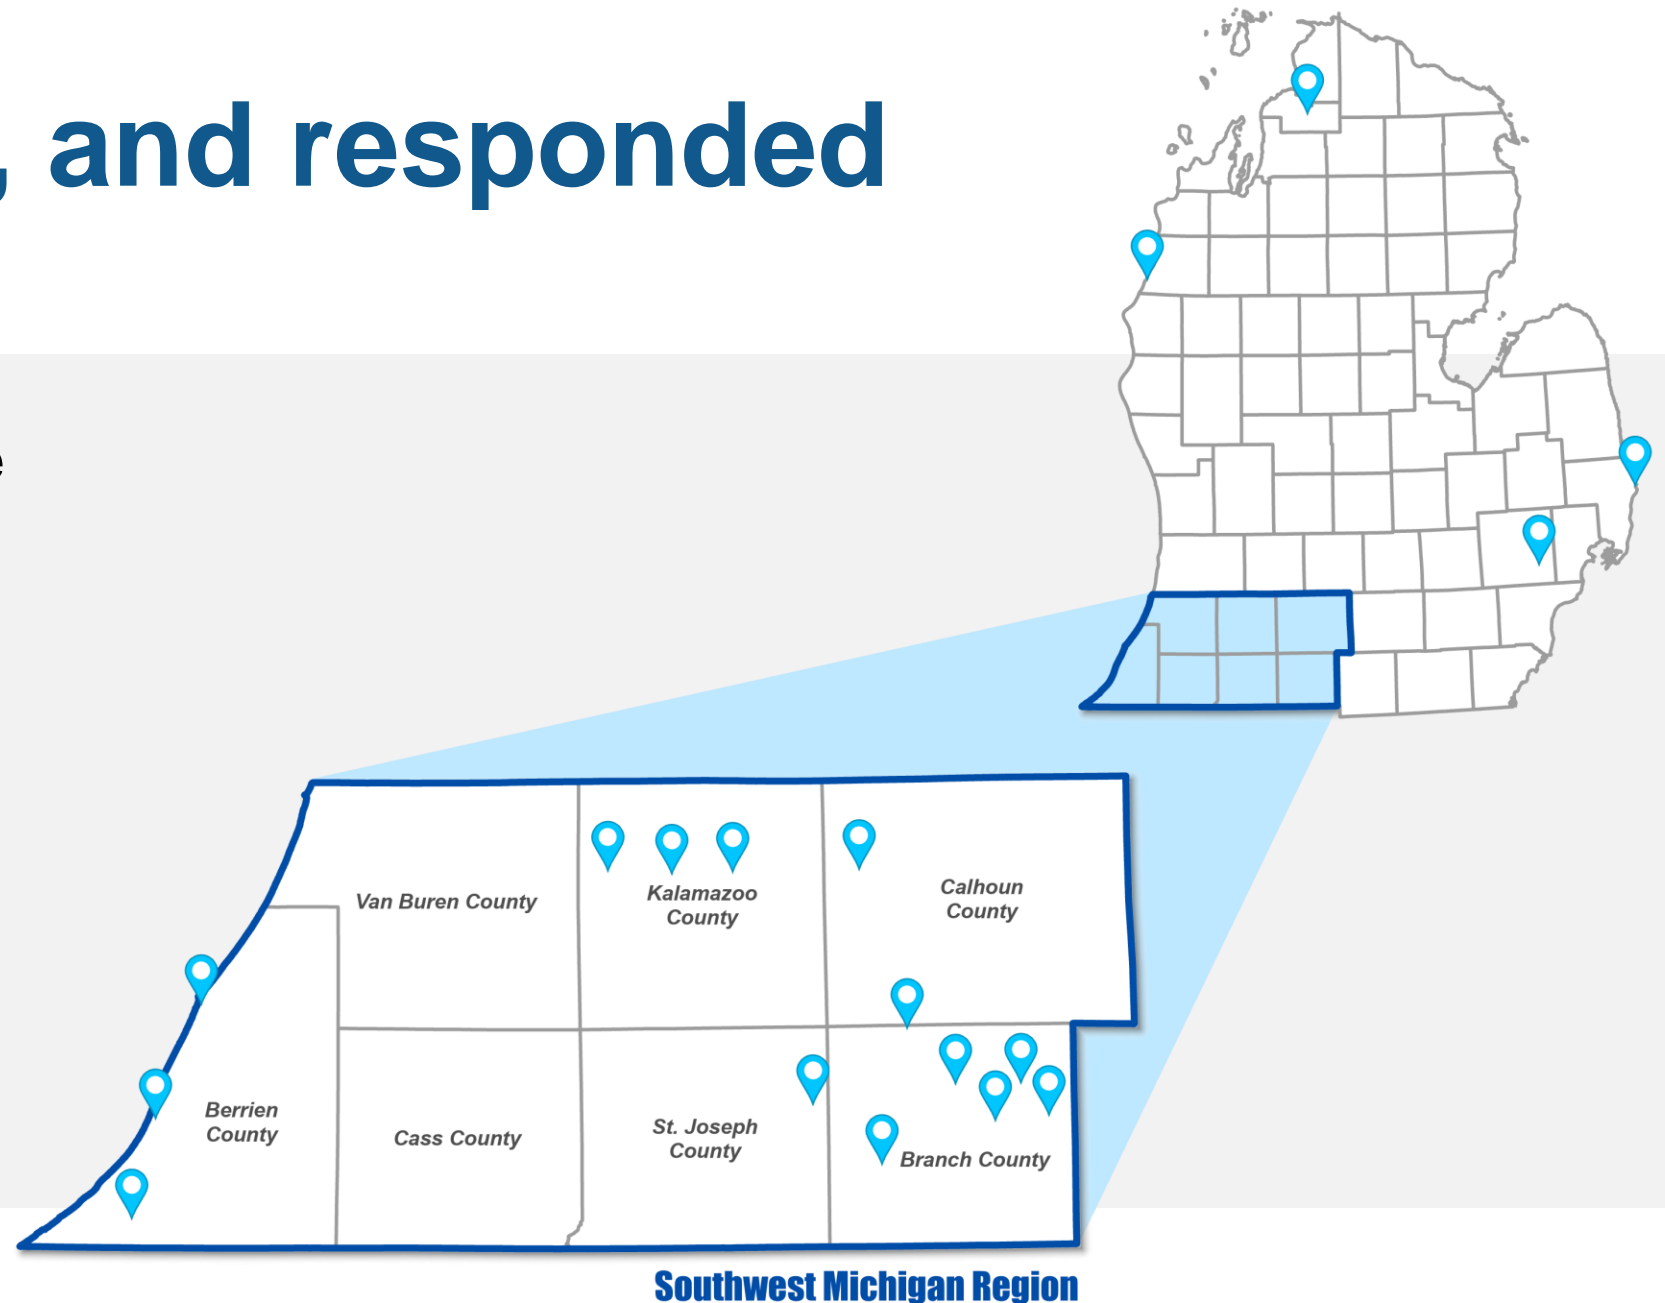 , and responded
e
Van Buren County
Kalamazoo
County
Calhoun
County
Berrien
County
Cass County
St. Joseph
County
Branch County
Southwest Michigan Region